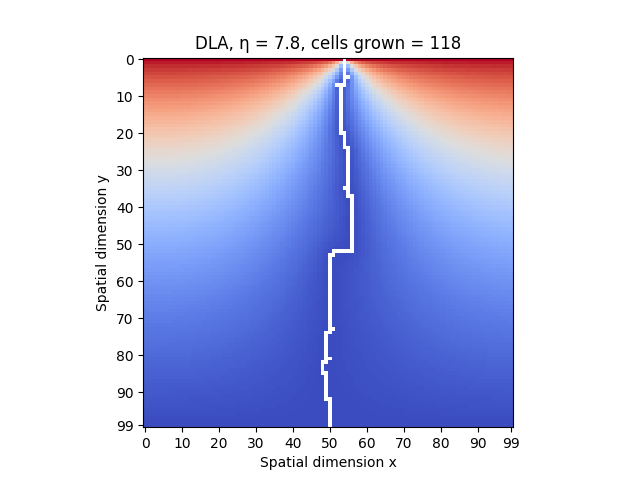 DLA, η = 7.8, cells grown = 118
0
10
20
30
40
50
60
70
80
90
99
Spatial dimension y
0 10 20 30 40 50 60 70 80 90 99
Spatial dimension x